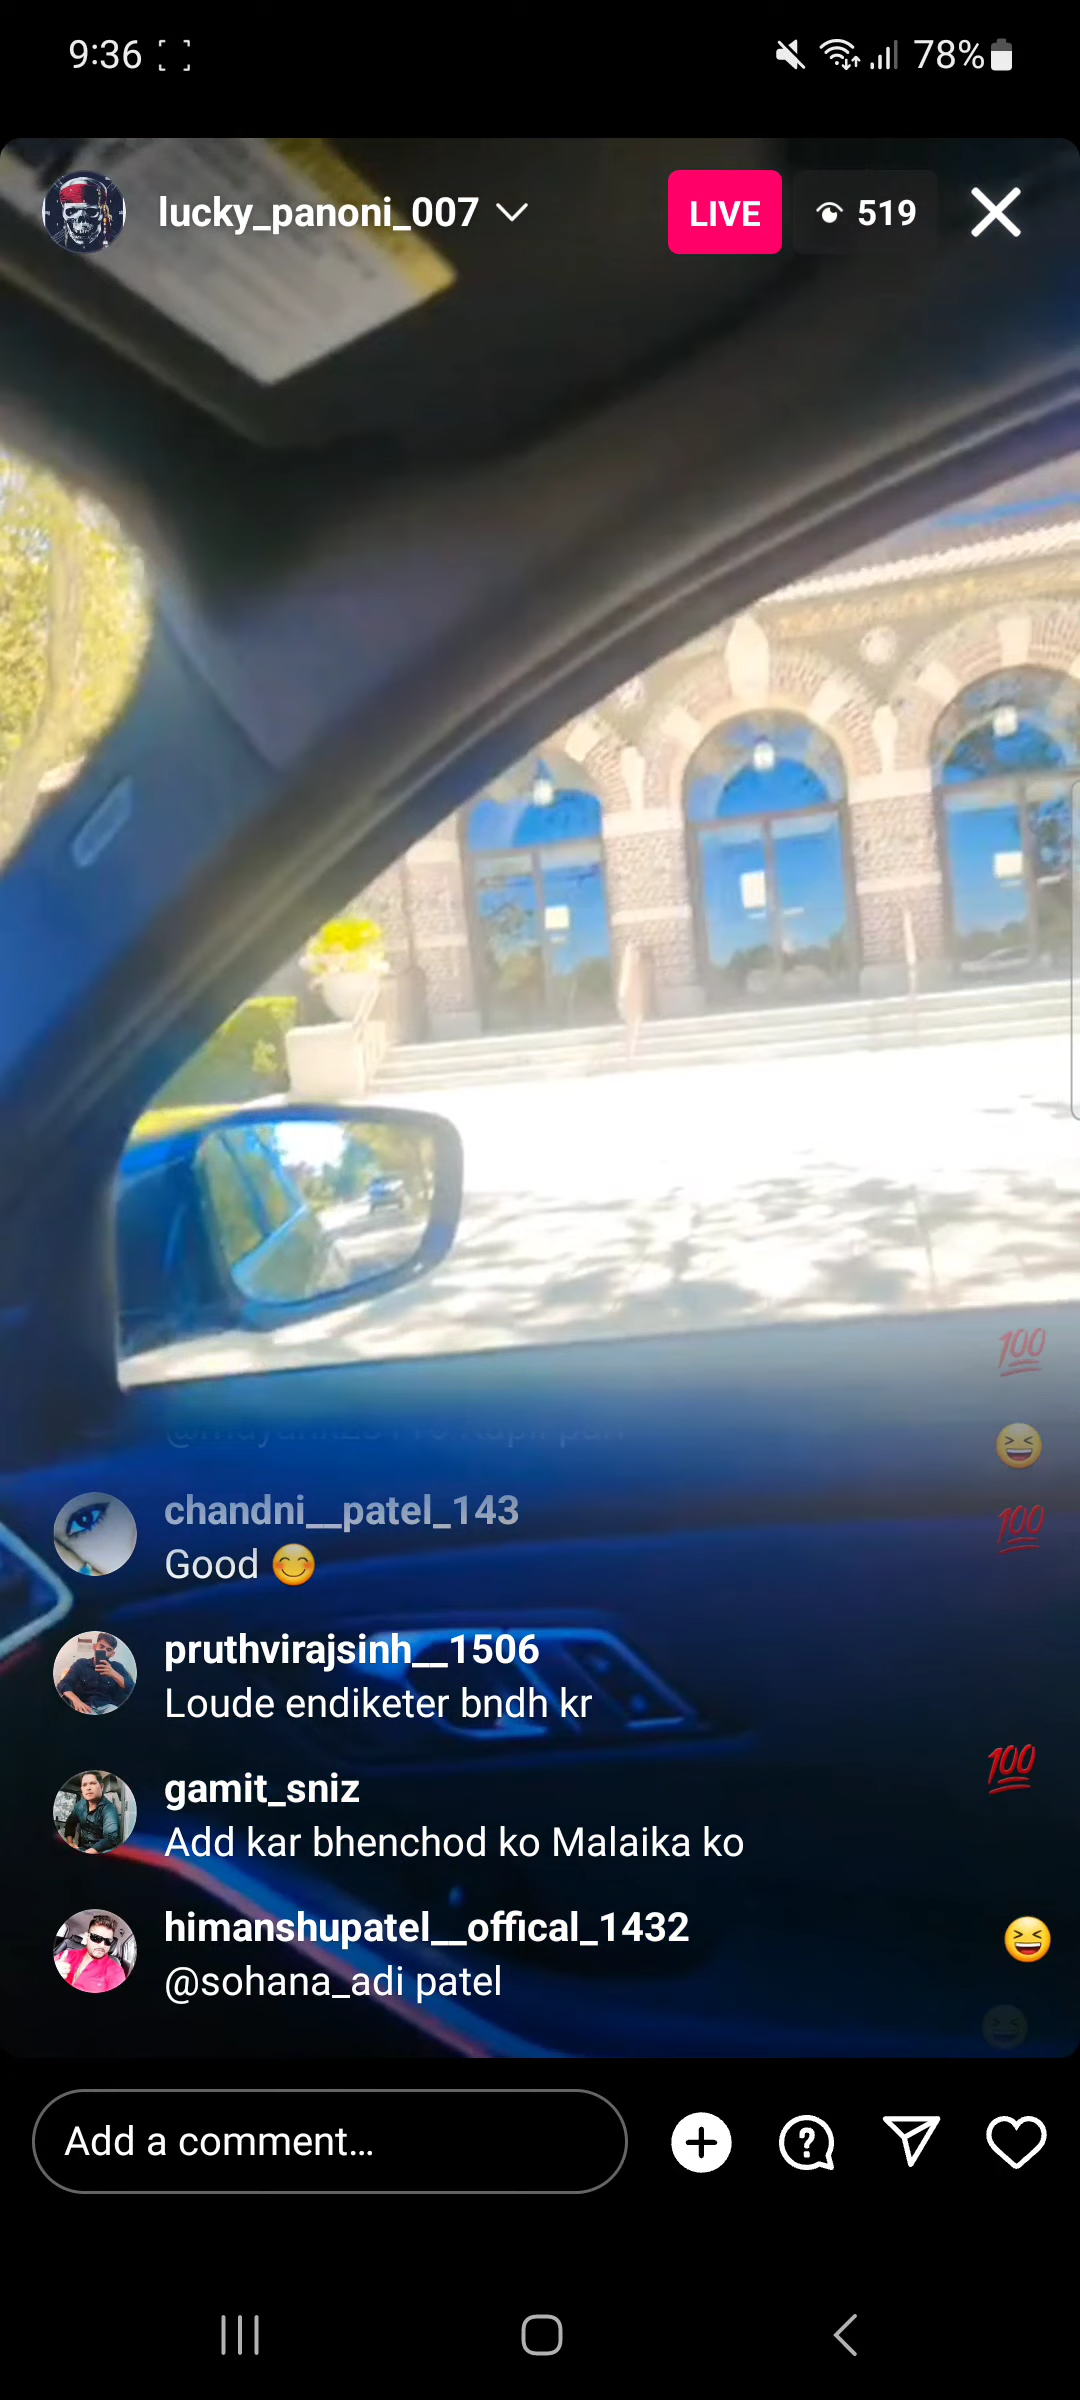 9:36
78%
lucky_panoni_007
LIVE
519
chandni__patel_143
Good 😊
pruthvirajsinh__1506
Loude endiketer bndh kr
gamit_sniz
Add kar bhenchod ko Malaika ko
himanshupatel__offical_1432
@sohana_adi patel
Add a comment...